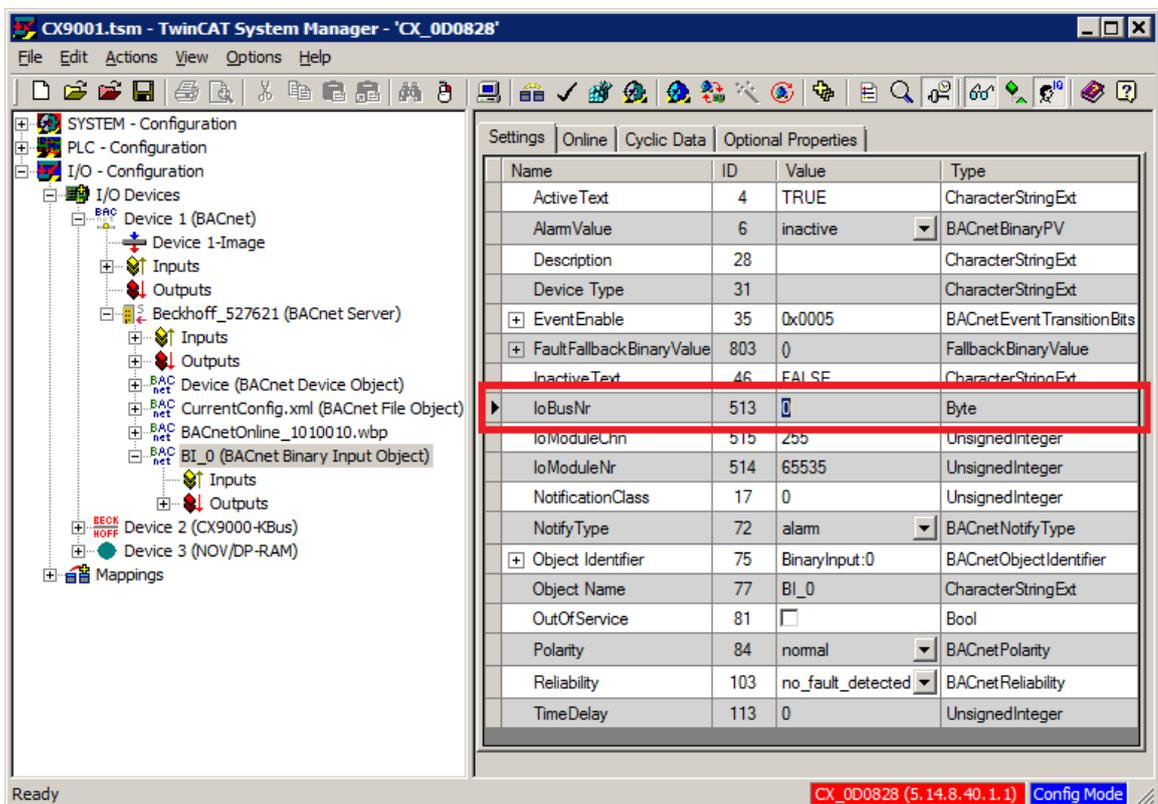 CX9001.tsm - TwinCAT System Manager - 'CX_0D0828'
File Edit Actions View Options Help
SYSTEM - Configuration
PLC - Configuration
I/O - Configuration
I/O Devices
Device 1 (BACnet)
Device 1-Image
Inputs
Outputs
Beckhoff_527621 (BACnet Server)
Inputs
Outputs
Device (BACnet Device Object)
CurrentConfig.xml (BACnet File Object)
BACnetOnline_1010010.wbp
BI_0 (BACnet Binary Input Object)
Inputs
Outputs
Device 2 (CX9000-KBus)
Device 3 (NOV/DP-RAM)
Mappings
Settings Online Cyclic Data Optional Properties
Name ID Value Type
ActiveText 4 TRUE CharacterStringExt
AlarmValue 6 inactive BACnetBinaryPV
Description 28 CharacterStringExt
Device Type 31 CharacterStringExt
EventEnable 35 0x0005 BACnetEventTransitionBits
FaultFallbackBinaryValue 803 () FallbackBinaryValue
InactiveText 46 FALSE CharacterStringExt
IoBusNr 513 0 Byte
IoModuleChn 515 255 UnsignedInteger
IoModuleNr 514 65535 UnsignedInteger
NotificationClass 17 0 UnsignedInteger
NotifyType 72 alarm BACnetNotifyType
Object Identifier 75 BinaryInput:0 BACnetObjectIdentifier
Object Name 77 BI_0 CharacterStringExt
OutOfService 81 Bool
Polarity 84 normal BACnetPolarity
Reliability 103 no_fault_detected BACnetReliability
TimeDelay 113 0 UnsignedInteger
Ready CX_0D0828 (5.14.8.40.1.1) Config Mode